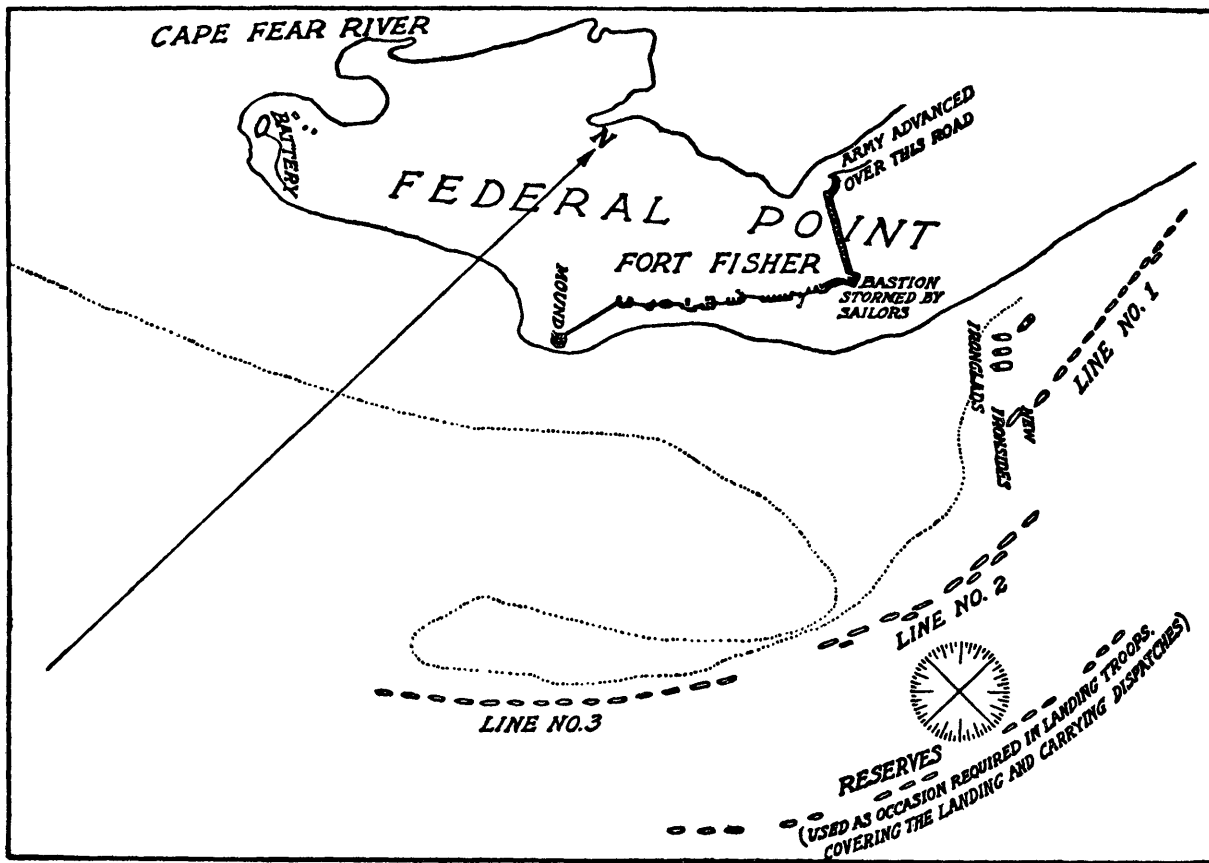 CAPE FEAR RIVER
BATTERY
N
ARMY ADVANCED
OVER THIS ROAD
FEDERAL POINT
FORT FISHER
MOUND
BASTION
STORMED BY
SAILORS
IRONCLADS
NEW
IRONSIDES
LINE NO. 1
LINE NO. 2
LINE NO. 3
RESERVES
(USED AS OCCASION REQUIRED IN LANDING TROOPS.
COVERING THE LANDING AND CARRYING DISPATCHES)